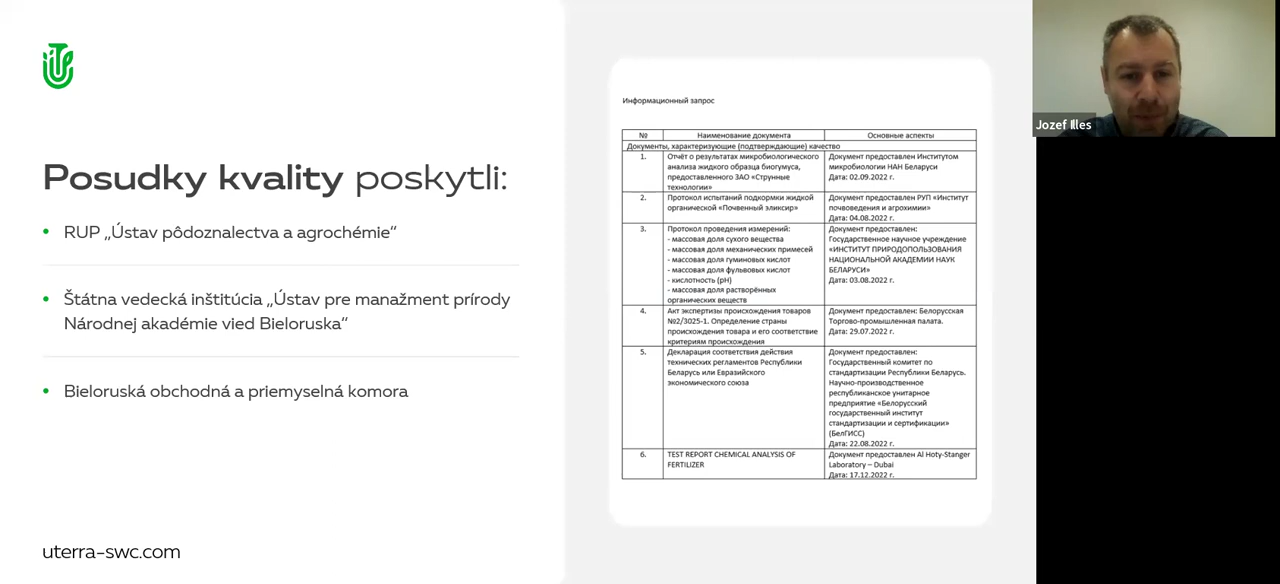 Posudky kvality poskytli:
• RUP „Ústav pôdoznalectva a agrochémie“
• Štátna vedecká inštitúcia „Ústav pre manažment prírody
Národnej akadémie vied Bieloruska“
• Bieloruská obchodná a priemyselná komora
uterra-swc.com
Информационный запрос
№ Наименование документа Основные аспекты
Документы, характеризующие (подтверждающие) качество
1.
Отчёт о результатах микробиологического
анализа жидкого образца биогумуса,
предоставленного ЗАО «Струнные
технологии»
Документ предоставлен Институтом
микробиологии НАН Беларуси
Дата: 02.09.2022 г.
2.
Протокол испытаний подкормки жидкой
органической «Почвенный эликсир»
Документ предоставлен РУП «Институт
почвоведения и агрохимии»
Дата: 04.08.2022 г.
3.
Протокол проведения измерений:
- массовая доля сухого вещества
- массовая доля механических примесей
- массовая доля гуминовых кислот
- массовая доля фульвовых кислот
- кислотность (pH)
- массовая доля растворённых
органических веществ
Документ предоставлен:
Государственное научное учреждение
«ИНСТИТУТ ПРИРОДОПОЛЬЗОВАНИЯ
НАЦИОНАЛЬНОЙ АКАДЕМИИ НАУК
БЕЛАРУСИ»
Дата: 03.08.2022 г.
4.
Акт экспертизы происхождения товаров
№2/3025-1. Определение страны
происхождения товара и его соответствие
критериям происхождения
Документ предоставлен: Белорусская
Торгово-промышленная палата.
Дата: 29.07.2022 г.
5.
Декларация соответствия действия
технических регламентов Республики
Беларусь или Евразийского
экономического союза
Документ предоставлен:
Государственный комитет по
стандартизации Республики Беларусь.
Научно-производственное
республиканское унитарное
предприятие «Белорусский
государственный институт
стандартизации и сертификации»
(БелГИСС)
Дата: 22.08.2022 г.
6.
TEST REPORT CHEMICAL ANALYSIS OF
FERTILIZER
Документ предоставлен Al Hoty-Stanger
Laboratory – Dubai
Дата: 17.12.2022 г.
Jozef Illes